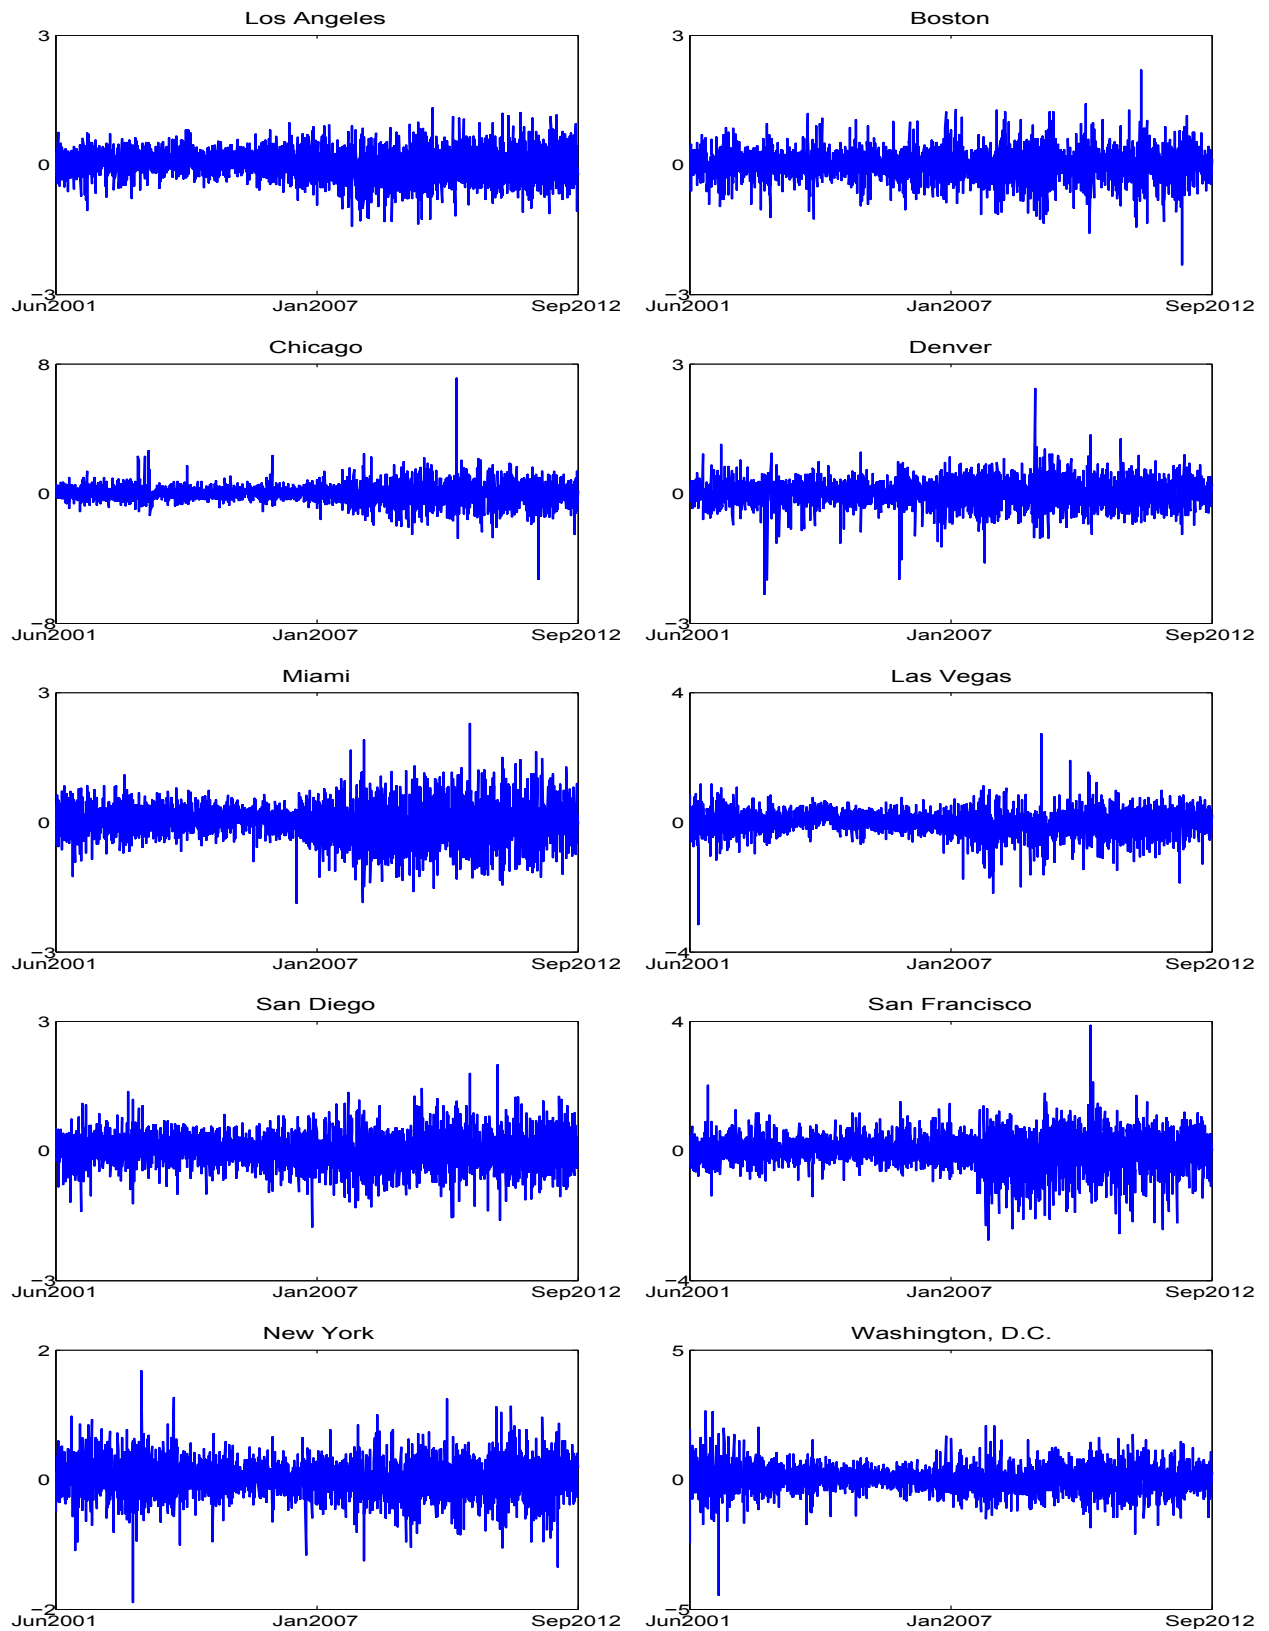 Los Angeles
3
0
−3
Jun2001 Jan2007 Sep2012
Boston
3
0
−3
Jun2001 Jan2007 Sep2012
Chicago
8
0
−8
Jun2001 Jan2007 Sep2012
Denver
3
0
−3
Jun2001 Jan2007 Sep2012
Miami
3
0
−3
Jun2001 Jan2007 Sep2012
Las Vegas
4
0
−4
Jun2001 Jan2007 Sep2012
San Diego
3
0
−3
Jun2001 Jan2007 Sep2012
San Francisco
4
0
−4
Jun2001 Jan2007 Sep2012
New York
2
0
−2
Jun2001 Jan2007 Sep2012
Washington, D.C.
5
0
−5
Jun2001 Jan2007 Sep2012